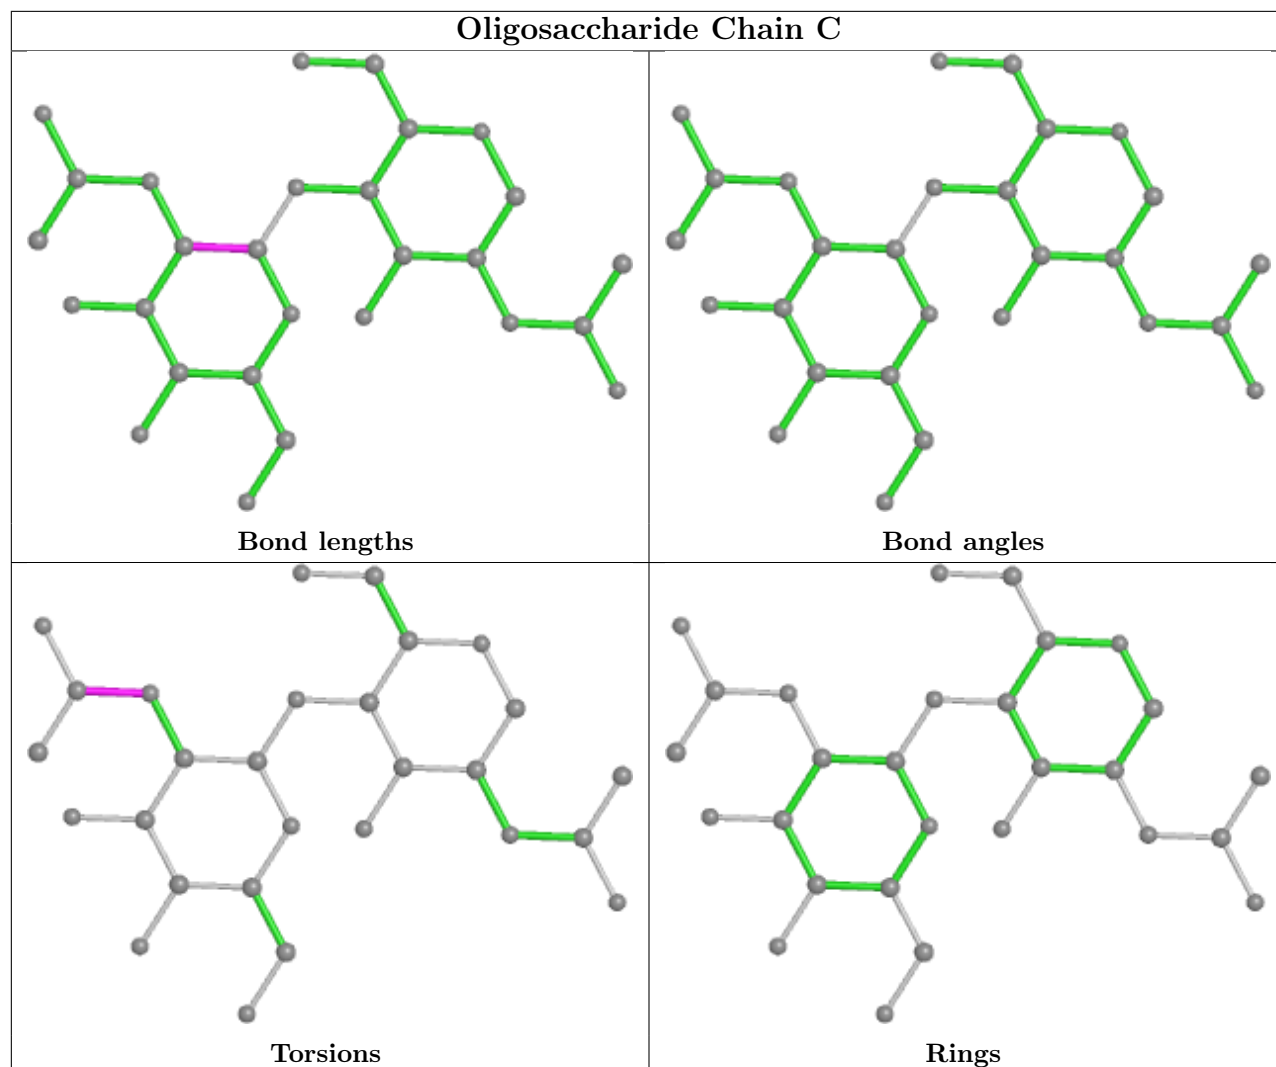 Oligosaccharide Chain C
Bond lengths
Bond angles
Torsions
Rings